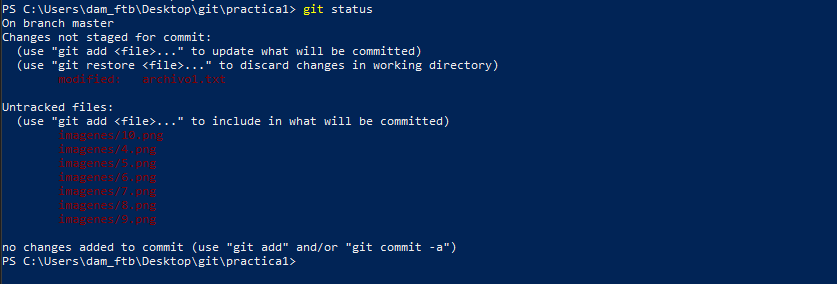 PS C:\Users\dam_ftb\Desktop\git\practica1> git status
On branch master
Changes not staged for commit:
  (use "git add <file>..." to update what will be committed)
  (use "git restore <file>..." to discard changes in working directory)
        modified:   archivo1.txt

Untracked files:
  (use "git add <file>..." to include in what will be committed)
        imagenes/10.png
        imagenes/4.png
        imagenes/5.png
        imagenes/6.png
        imagenes/7.png
        imagenes/8.png
        imagenes/9.png

no changes added to commit (use "git add" and/or "git commit -a")
PS C:\Users\dam_ftb\Desktop\git\practica1>